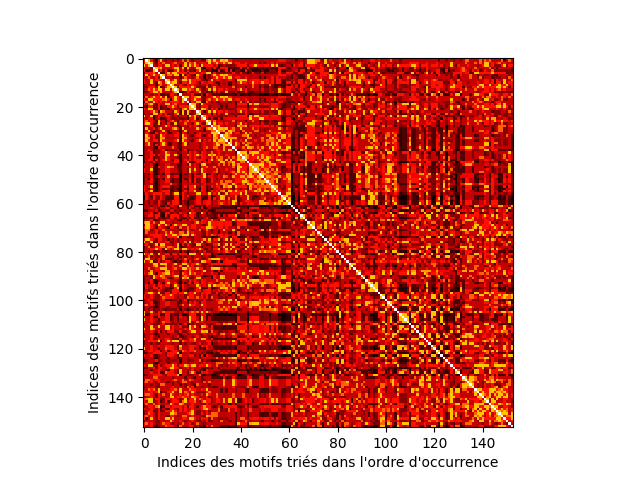 0
20
40
60
80
100
120
140
Indices des motifs triés dans l'ordre d'occurrence
0 20 40 60 80 100 120 140
Indices des motifs triés dans l'ordre d'occurrence